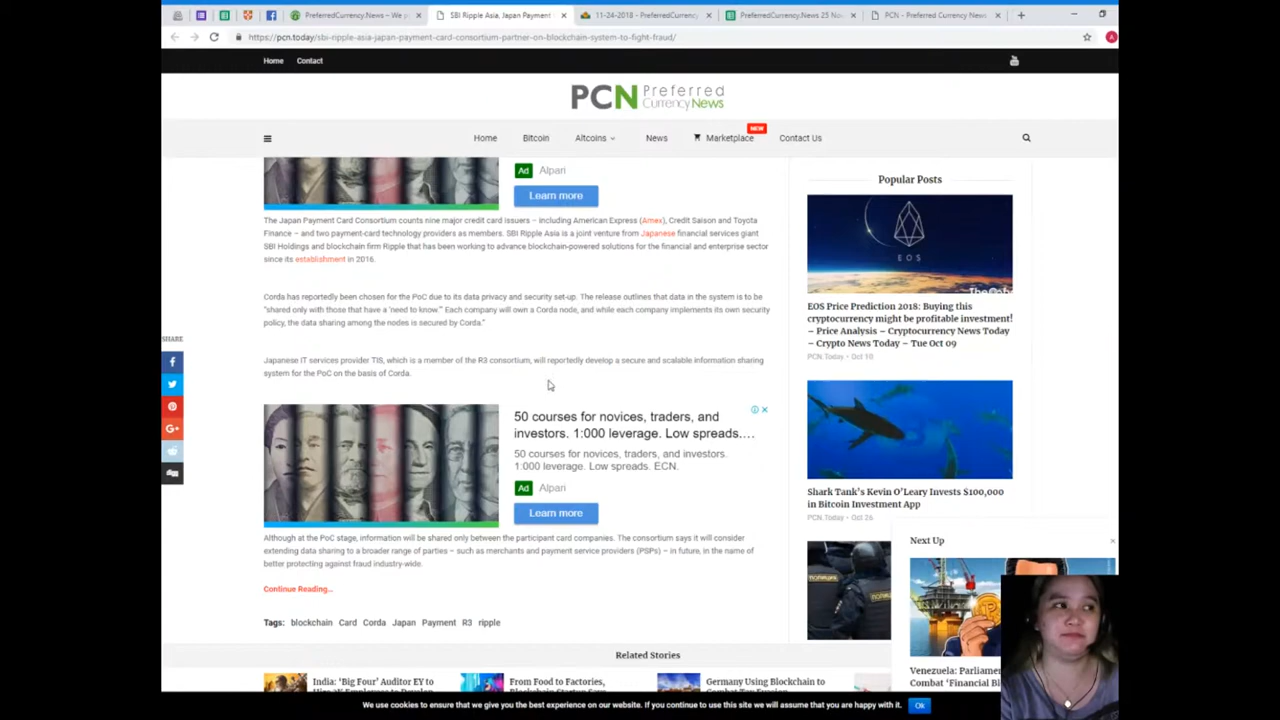 PreferredCurrency.News – We p
SBI Ripple Asia, Japan Payment
11-24-2018 - PreferredCurrency
PreferredCurrency.News 25 No
PCN - Preferred Currency News
https://pcn.today/sbi-ripple-asia-japan-payment-card-consortium-partner-on-blockchain-system-to-fight-fraud/
Home Contact
PCN Preferred
Currency News
NEW
Home Bitcoin Altcoins News Marketplace Contact Us
Ad Alpari
Learn more
The Japan Payment Card Consortium counts nine major credit card issuers – including American Express (Amex), Credit Saison and Toyota
Finance – and two payment-card technology providers as members. SBI Ripple Asia is a joint venture from Japanese financial services giant
SBI Holdings and blockchain firm Ripple that has been working to advance blockchain-powered solutions for the financial and enterprise sector
since its establishment in 2016.
Corda has reportedly been chosen for the PoC due to its data privacy and security set-up. The release outlines that data in the system is to be
“shared only with those that have a ‘need to know.’” Each company will own a Corda node, and while each company implements its own security
policy, the data sharing among the nodes is secured by Corda.”
Japanese IT services provider TIS, which is a member of the R3 consortium, will reportedly develop a secure and scalable information sharing
system for the PoC on the basis of Corda.
50 courses for novices, traders, and
investors. 1:000 leverage. Low spreads....
50 courses for novices, traders, and investors.
1:000 leverage. Low spreads. ECN.
Ad Alpari
Learn more
Although at the PoC stage, information will be shared only between the participant card companies. The consortium says it will consider
extending data sharing to a broader range of parties – such as merchants and payment service providers (PSPs) – in future, in the name of
better protecting against fraud industry-wide.
Continue Reading...
Tags: blockchain Card Corda Japan Payment R3 ripple
Related Stories
India: ‘Big Four’ Auditor EY to
From Food to Factories,
Germany Using Blockchain to
SHARE
Popular Posts
EOS
EOS Price Prediction 2018: Buying this
cryptocurrency might be profitable investment!
– Price Analysis – Cryptocurrency News Today
– Crypto News Today – Tue Oct 09
PCN.Today - Oct 10
Shark Tank's Kevin O'Leary Invests $100,000
in Bitcoin Investment App
PCN.Today - Oct 26
Next Up
Venezuela: Parliamen
Combat ‘Financial Bl
We use cookies to ensure that we give you the best experience on our website. If you continue to use this site we will assume that you are happy with it.
Ok